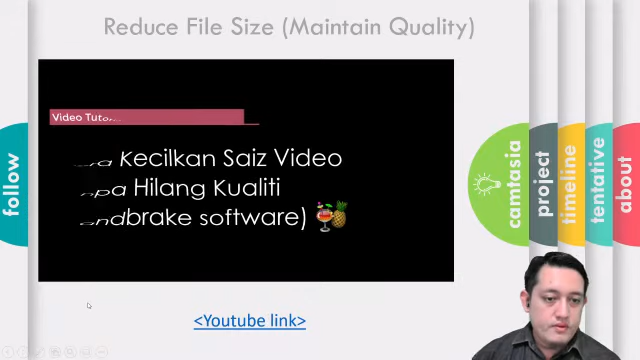 Reduce File Size (Maintain Quality)
Video
Kecilkan Saiz Video
Hilang Kualiti
software)
<Youtube link>
follow
camtasia
project
timeline
tentative
about